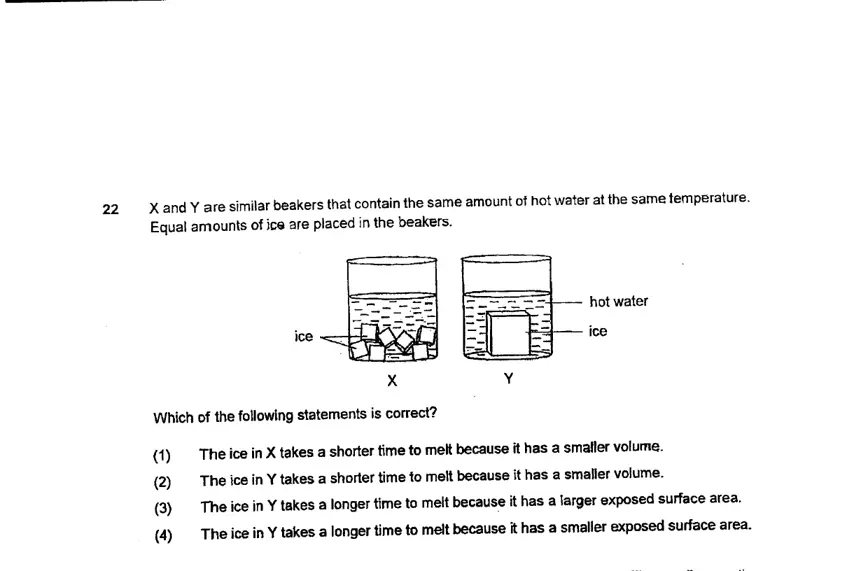 22 X and Y are similar beakers that contain the same amount of hot water at the same temperature.
Equal amounts of ice are placed in the beakers.
hot water
ice
ice
X
Y
Which of the following statements is correct?
(1) The ice in X takes a shorter time to melt because it has a smaller volume.
(2) The ice in Y takes a shorter time to melt because it has a smaller volume.
(3) The ice in Y takes a longer time to melt because it has a larger exposed surface area.
(4) The ice in Y takes a longer time to melt because it has a smaller exposed surface area.